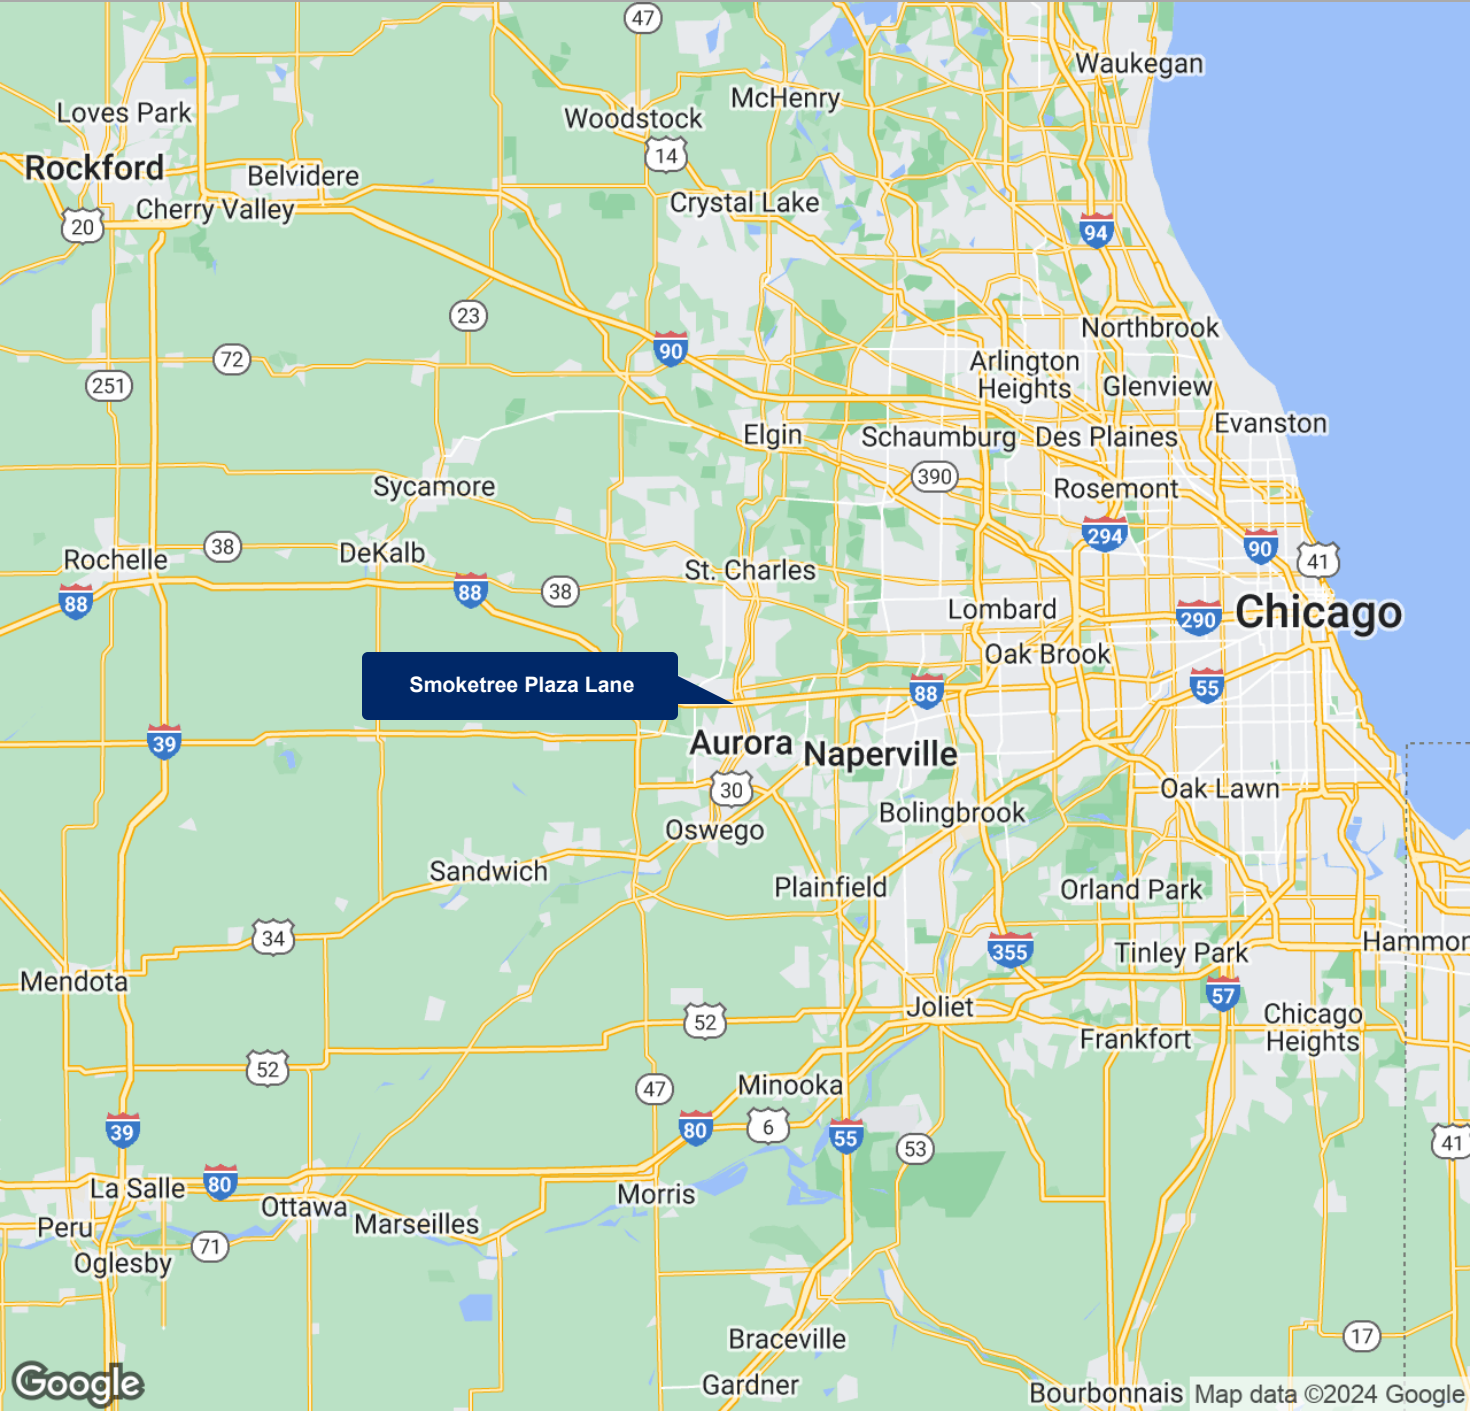 47
Waukegan
McHenry
Loves Park
Woodstock
14
Rockford
Belvidere
Crystal Lake
Cherry Valley
20
94
23
Northbrook
90
72
Arlington
Heights
251
Glenview
Evanston
Elgin
Schaumburg
Des Plaines
390
Sycamore
Rosemont
294
38
90
DeKalb
Rochelle
41
St. Charles
88
88
38
Lombard
Chicago
290
Oak Brook
Smoketree Plaza Lane
55
88
39
Aurora
Naperville
30
Oak Lawn
Bolingbrook
Oswego
Sandwich
Plainfield
Orland Park
34
Hammon
355
Tinley Park
Mendota
57
Joliet
Chicago
Heights
52
Frankfort
52
Minooka
47
39
80
6
55
41
53
80
La Salle
Morris
Ottawa
Marseilles
Peru
71
Oglesby
17
Braceville
Gardner
Google
Bourbonnais
Map data ©2024 Google